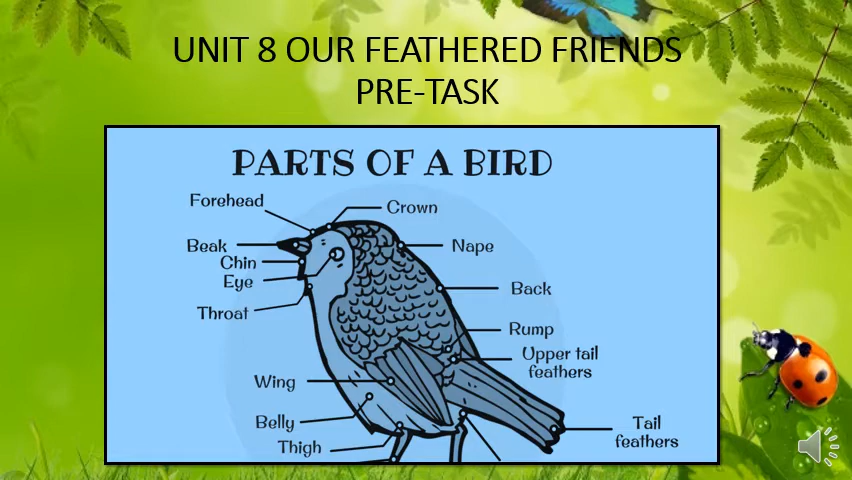 UNIT 8 OUR FEATHERED FRIENDS
PRE-TASK
PARTS OF A BIRD
Forehead
Crown
Beak
Nape
Chin
Eye
Back
Throat
Rump
Upper tail
feathers
Wing
Belly
Tail
feathers
Thigh